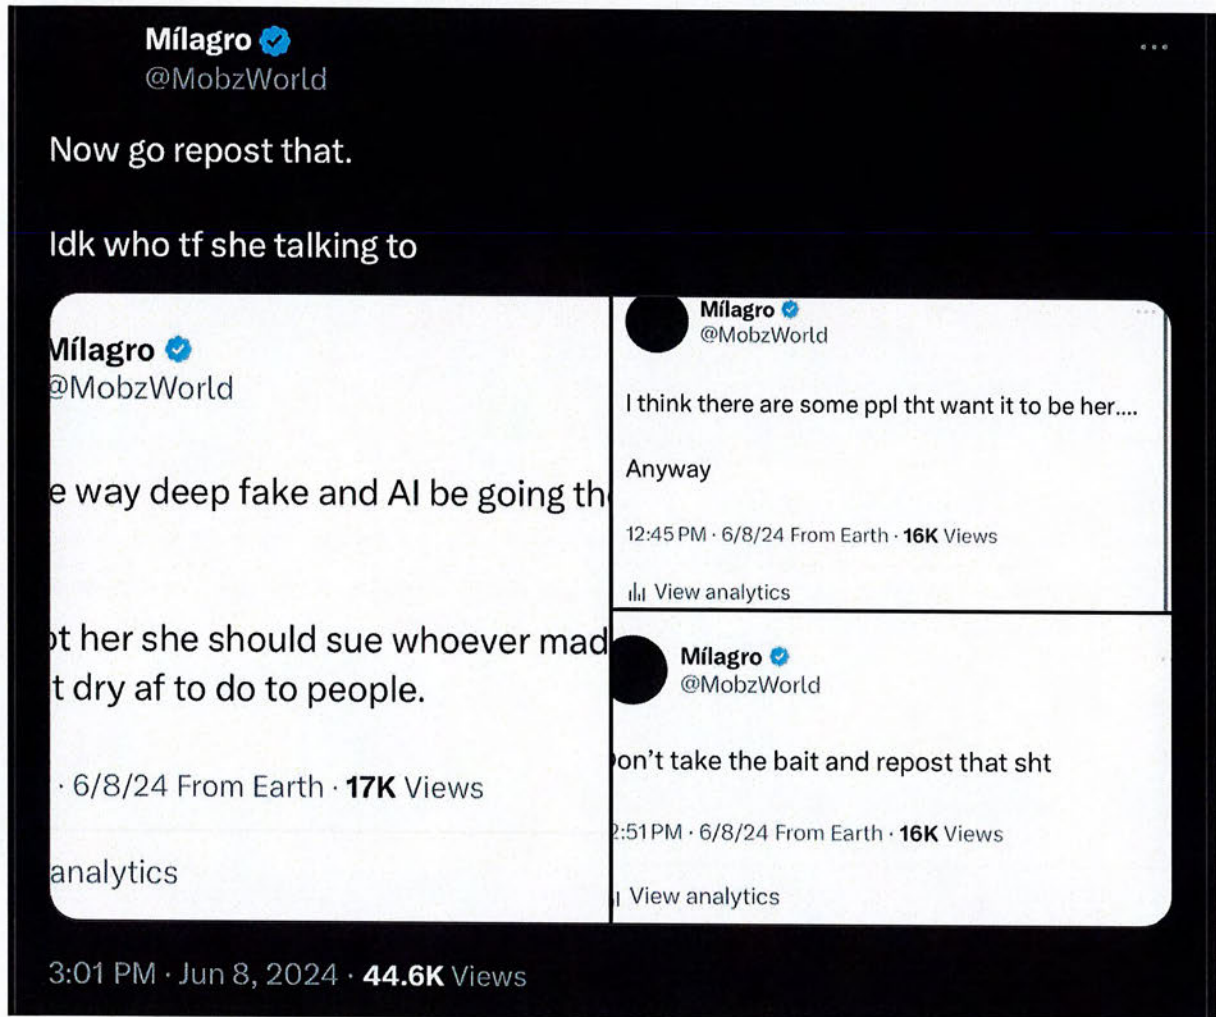 Mílagro
@MobzWorld
Now go repost that.
Idk who tf she talking to
Mílagro
@MobzWorld
e way deep fake and AI be going th
ot her she should sue whoever mad
t dry af to do to people.
· 6/8/24 From Earth · 17K Views
analytics
Mílagro
@MobzWorld
I think there are some ppl tht want it to be her....
Anyway
12:45 PM · 6/8/24 From Earth · 16K Views
View analytics
Mílagro
@MobzWorld
on't take the bait and repost that sht
2:51 PM · 6/8/24 From Earth · 16K Views
View analytics
3:01 PM · Jun 8, 2024 · 44.6K Views